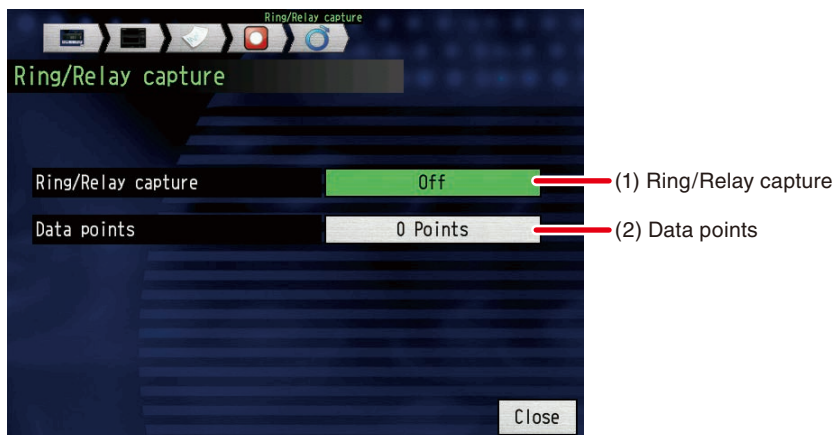 Ring/Relay capture
Ring/Relay capture
Ring/Relay capture Off (1) Ring/Relay capture
Data points 0 Points (2) Data points
Close